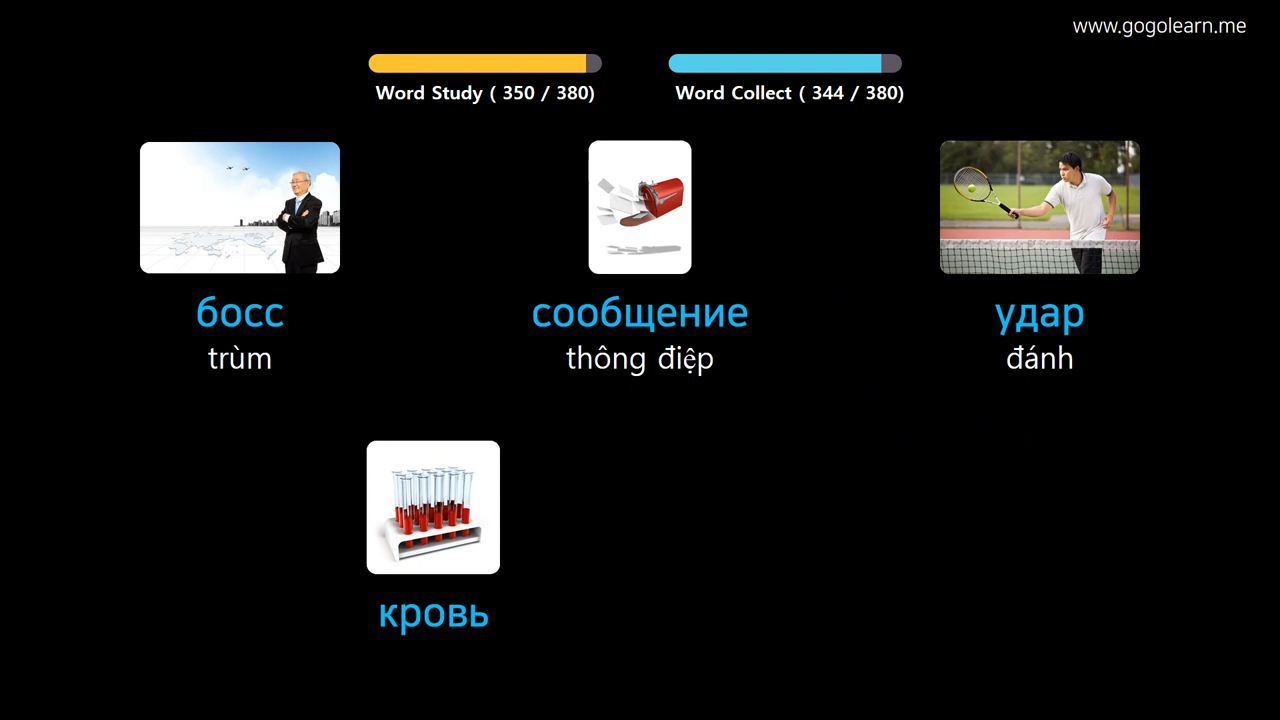 www.gogolearn.me
Word Study ( 350 / 380)
Word Collect ( 344 / 380)
босс
сообщение
удар
trùm
thông điệp
đánh
кровь